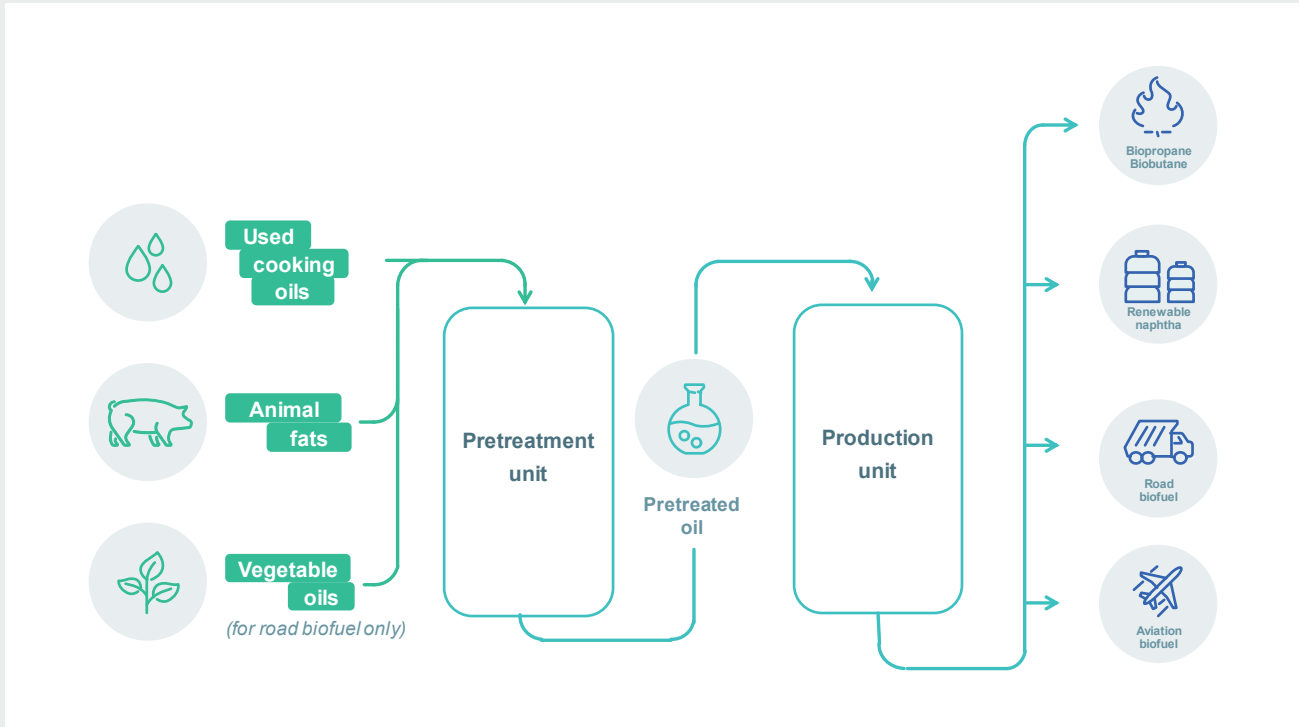 Used
cooking
oils
Animal
fats
Vegetable
oils
(for road biofuel only)
Pretreatment
unit
Pretreated
oil
Production
unit
Biopropane
Biobutane
Renewable
naphtha
Road
biofuel
Aviation
biofuel